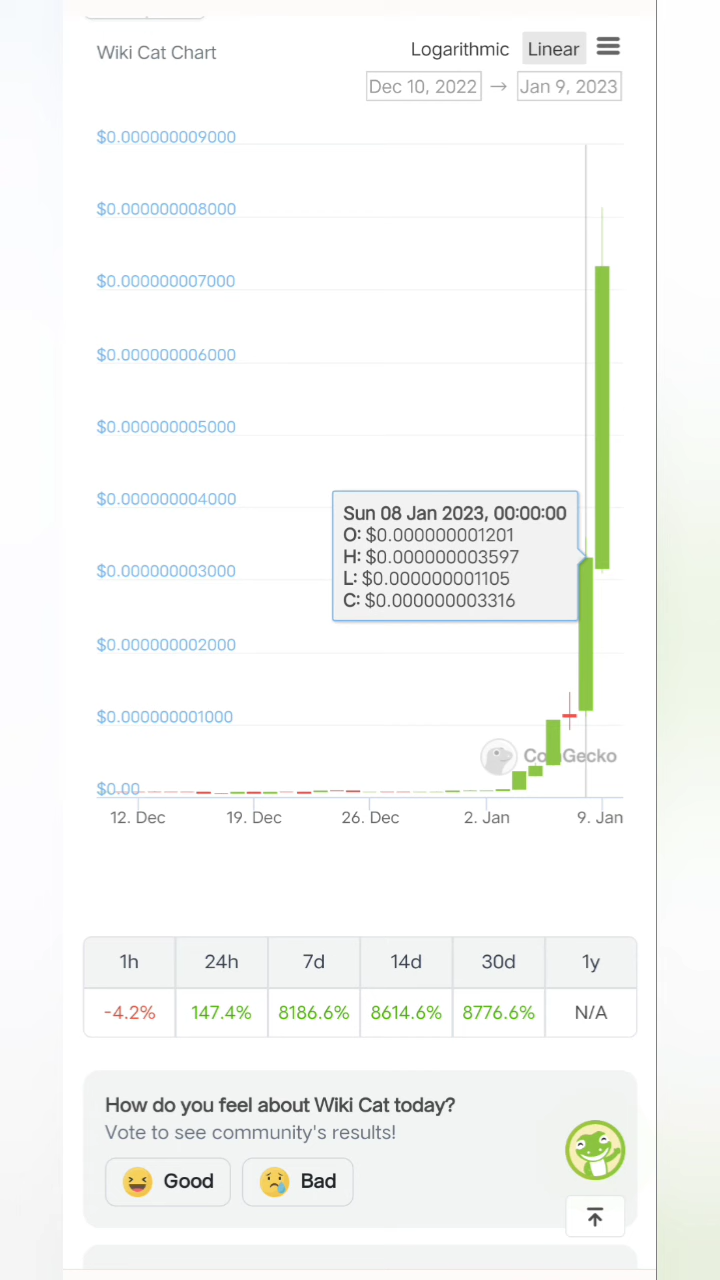 Wiki Cat Chart
Logarithmic Linear
Dec 10, 2022 → Jan 9, 2023
$0.000000009000
$0.000000008000
$0.000000007000
$0.000000006000
$0.000000005000
$0.000000004000
Sun 08 Jan 2023, 00:00:00
O: $0.000000001201
H: $0.000000003597
L: $0.000000001105
C: $0.000000003316
$0.000000003000
$0.000000002000
$0.000000001000
CoinGecko
$0.00
12. Dec 19. Dec 26. Dec 2. Jan 9. Jan
1h 24h 7d 14d 30d 1y
-4.2% 147.4% 8186.6% 8614.6% 8776.6% N/A
How do you feel about Wiki Cat today?
Vote to see community's results!
Good Bad